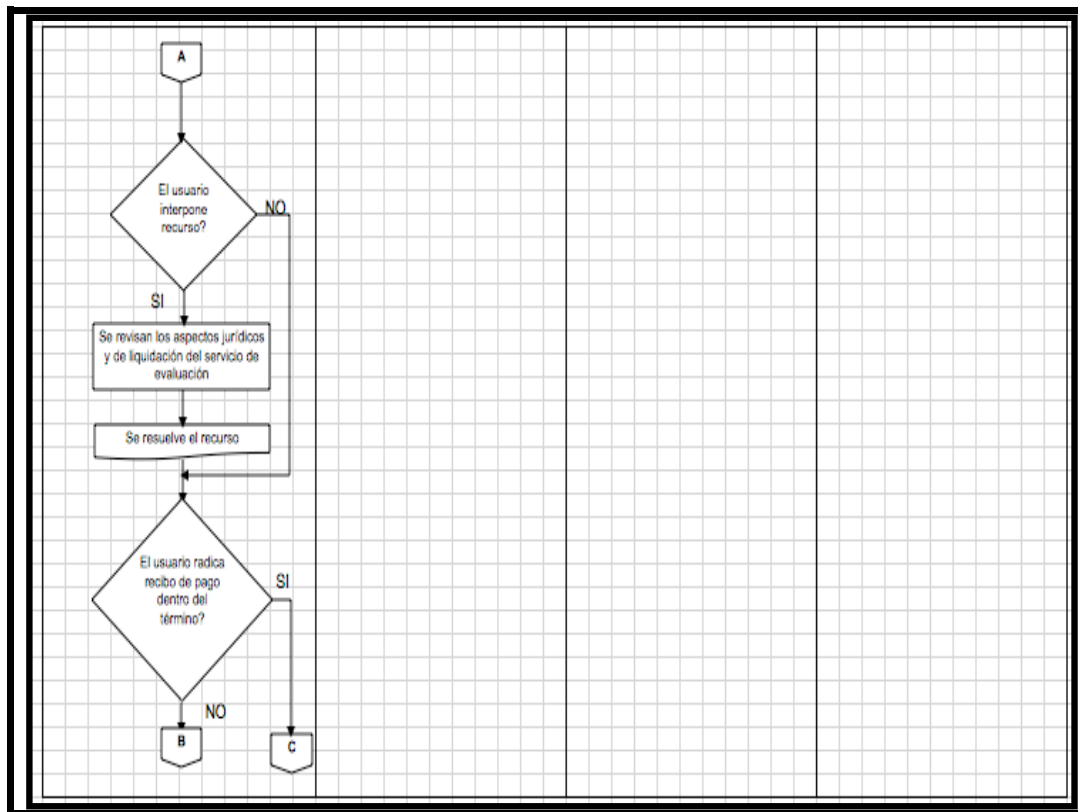 A
El usuario
interpone
recurso?
NO
SI
Se revisan los aspectos jurídicos
y de liquidación del servicio de
evaluación
Se resuelve el recurso
El usuario radica
recibo de pago
dentro del
término?
SI
NO
B
C